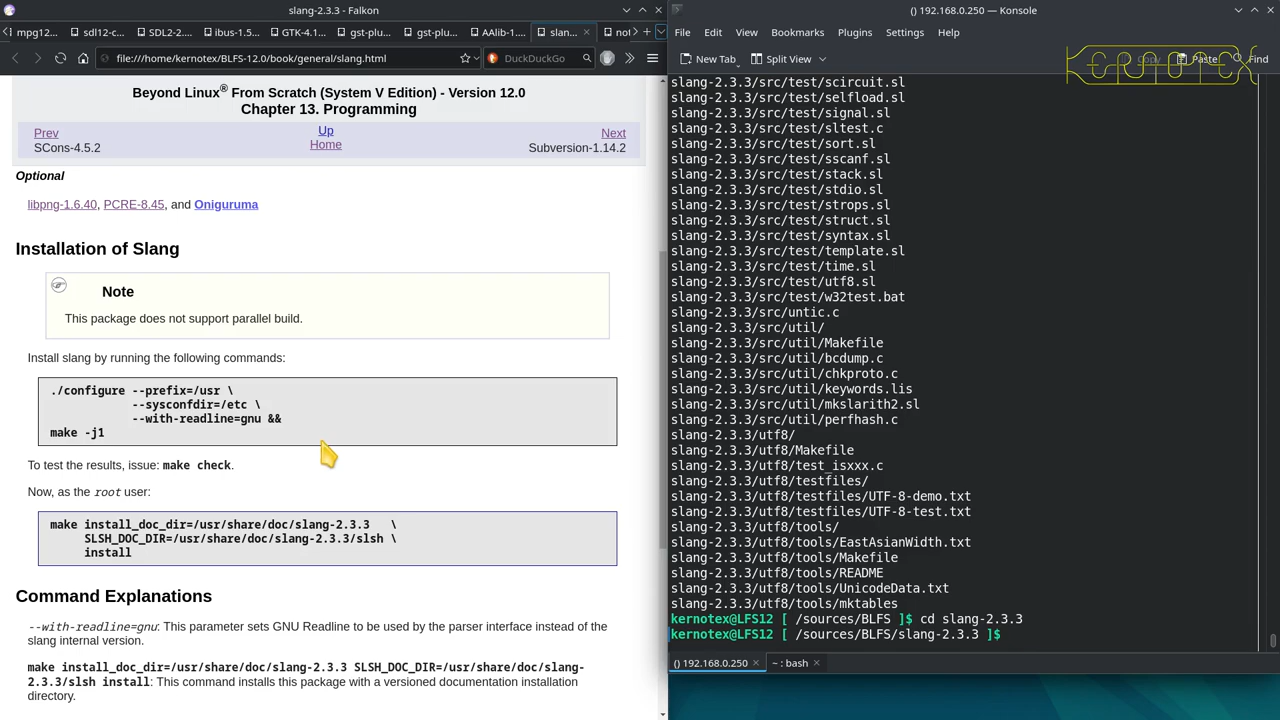 slang-2.3.3 - Falkon
mpg12...
sdl12-c...
SDL2-2....
ibus-1.5...
GTK-4.1...
gst-plu...
gst-plu...
AAlib-1....
slan...
not
file:///home/kernotex/BLFS-12.0/book/general/slang.html
DuckDuckGo
Beyond Linux® From Scratch (System V Edition) - Version 12.0
Chapter 13. Programming
Prev
Up
Next
SCons-4.5.2
Home
Subversion-1.14.2
Optional
libpng-1.6.40, PCRE-8.45, and Oniguruma
Installation of Slang
Note
This package does not support parallel build.
Install slang by running the following commands:
./configure --prefix=/usr \
--sysconfdir=/etc \
--with-readline=gnu &&
make -j1
To test the results, issue: make check.
Now, as the root user:
make install_doc_dir=/usr/share/doc/slang-2.3.3 \
SLSH_DOC_DIR=/usr/share/doc/slang-2.3.3/slsh \
install
Command Explanations
--with-readline=gnu: This parameter sets GNU Readline to be used by the parser interface instead of the
slang internal version.
make install_doc_dir=/usr/share/doc/slang-2.3.3 SLSH_DOC_DIR=/usr/share/doc/slang-
2.3.3/slsh install: This command installs this package with a versioned documentation installation
directory.
() 192.168.0.250 — Konsole
File Edit View Bookmarks Plugins Settings Help
New Tab
Split View
Copy
Paste
Find
KERNOTEX
slang-2.3.3/src/test/scircuit.sl
slang-2.3.3/src/test/selfload.sl
slang-2.3.3/src/test/signal.sl
slang-2.3.3/src/test/sltest.c
slang-2.3.3/src/test/sort.sl
slang-2.3.3/src/test/sscanf.sl
slang-2.3.3/src/test/stack.sl
slang-2.3.3/src/test/stdio.sl
slang-2.3.3/src/test/strops.sl
slang-2.3.3/src/test/struct.sl
slang-2.3.3/src/test/syntax.sl
slang-2.3.3/src/test/template.sl
slang-2.3.3/src/test/time.sl
slang-2.3.3/src/test/utf8.sl
slang-2.3.3/src/test/w32test.bat
slang-2.3.3/src/untic.c
slang-2.3.3/src/util/
slang-2.3.3/src/util/Makefile
slang-2.3.3/src/util/bcdump.c
slang-2.3.3/src/util/chkproto.c
slang-2.3.3/src/util/keywords.lis
slang-2.3.3/src/util/mkslarith2.sl
slang-2.3.3/src/util/perfhash.c
slang-2.3.3/utf8/
slang-2.3.3/utf8/Makefile
slang-2.3.3/utf8/test_isxxx.c
slang-2.3.3/utf8/testfiles/
slang-2.3.3/utf8/testfiles/UTF-8-demo.txt
slang-2.3.3/utf8/testfiles/UTF-8-test.txt
slang-2.3.3/utf8/tools/
slang-2.3.3/utf8/tools/EastAsianWidth.txt
slang-2.3.3/utf8/tools/Makefile
slang-2.3.3/utf8/tools/README
slang-2.3.3/utf8/tools/UnicodeData.txt
slang-2.3.3/utf8/tools/mktables
kernotex@LFS12 [ /sources/BLFS ]$ cd slang-2.3.3
kernotex@LFS12 [ /sources/BLFS/slang-2.3.3 ]$
() 192.168.0.250
~ : bash